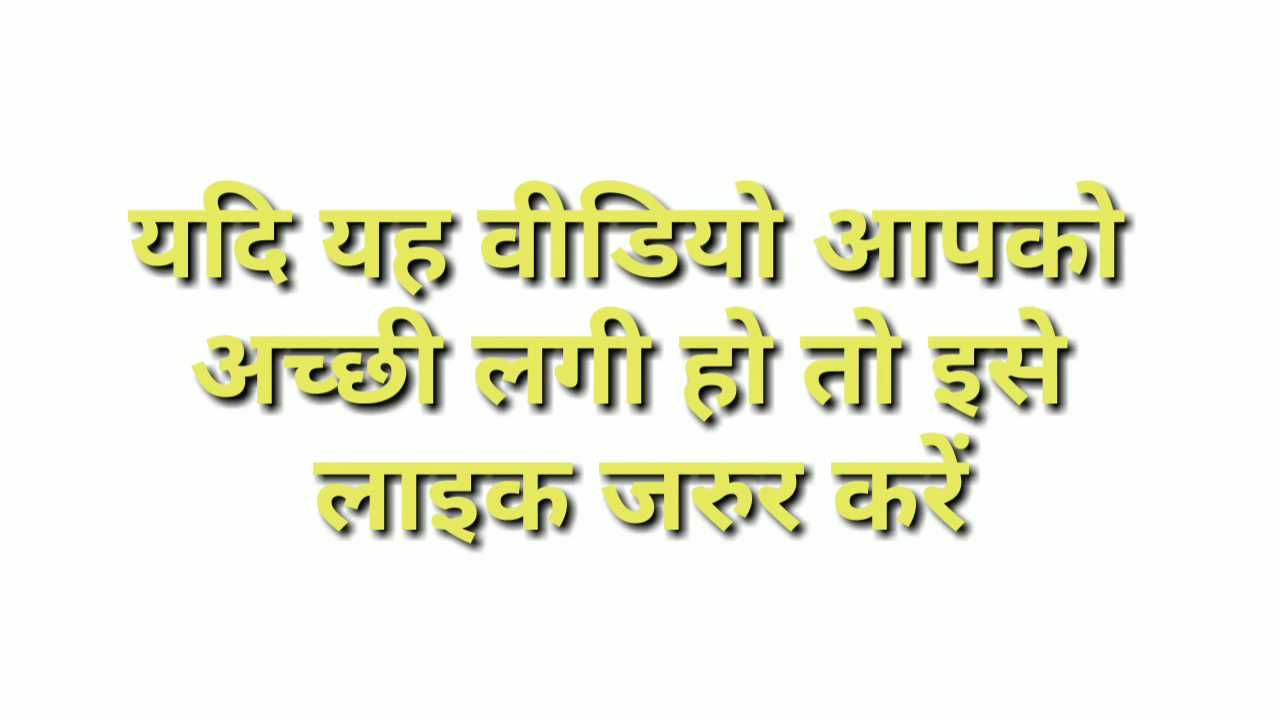 यदि यह वीडियो आपको
अच्छी लगी हो तो इसे
लाइक जरुर करें